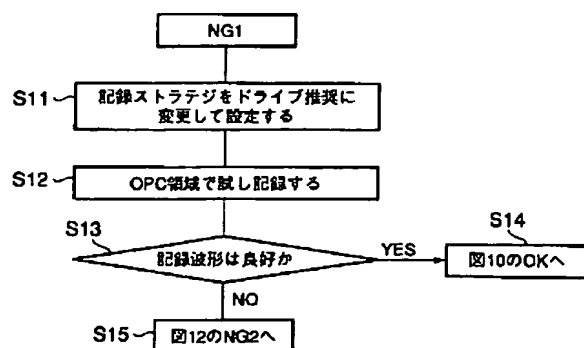 NG1
S11
記録ストラテジをドライブ推奨に
変更して設定する
S12
OPC領域で試し記録する
S13
記録波形は良好か
YES
S14
図10のOKへ
NO
S15
図12のNG2へ